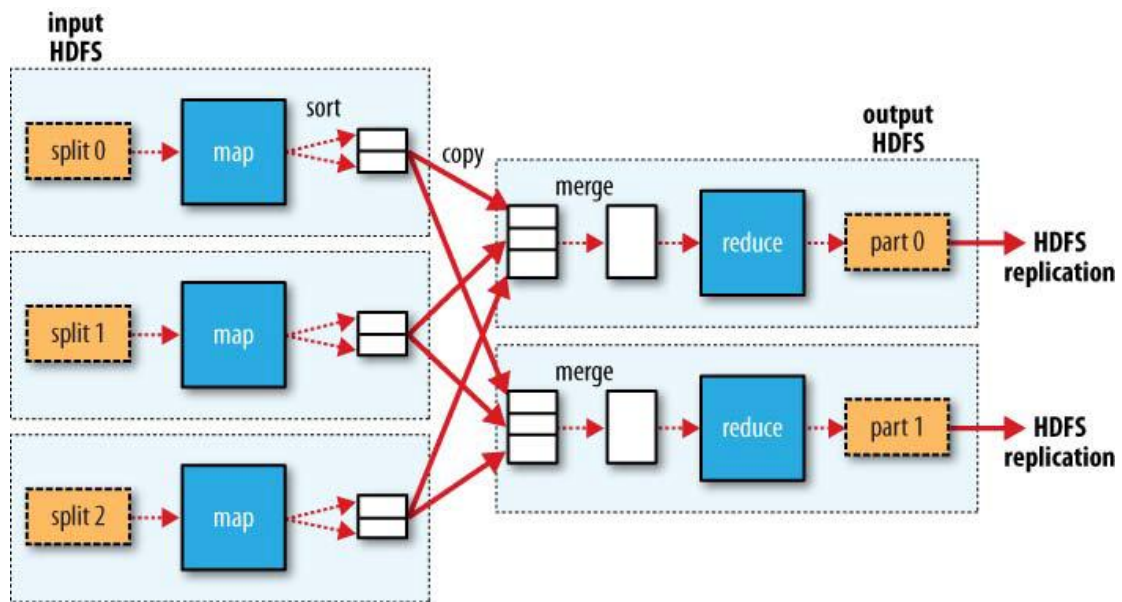 input
HDFS
sort
split 0
map
copy
output
HDFS
merge
reduce
part 0
HDFS
replication
split 1
map
merge
reduce
part 1
HDFS
replication
split 2
map